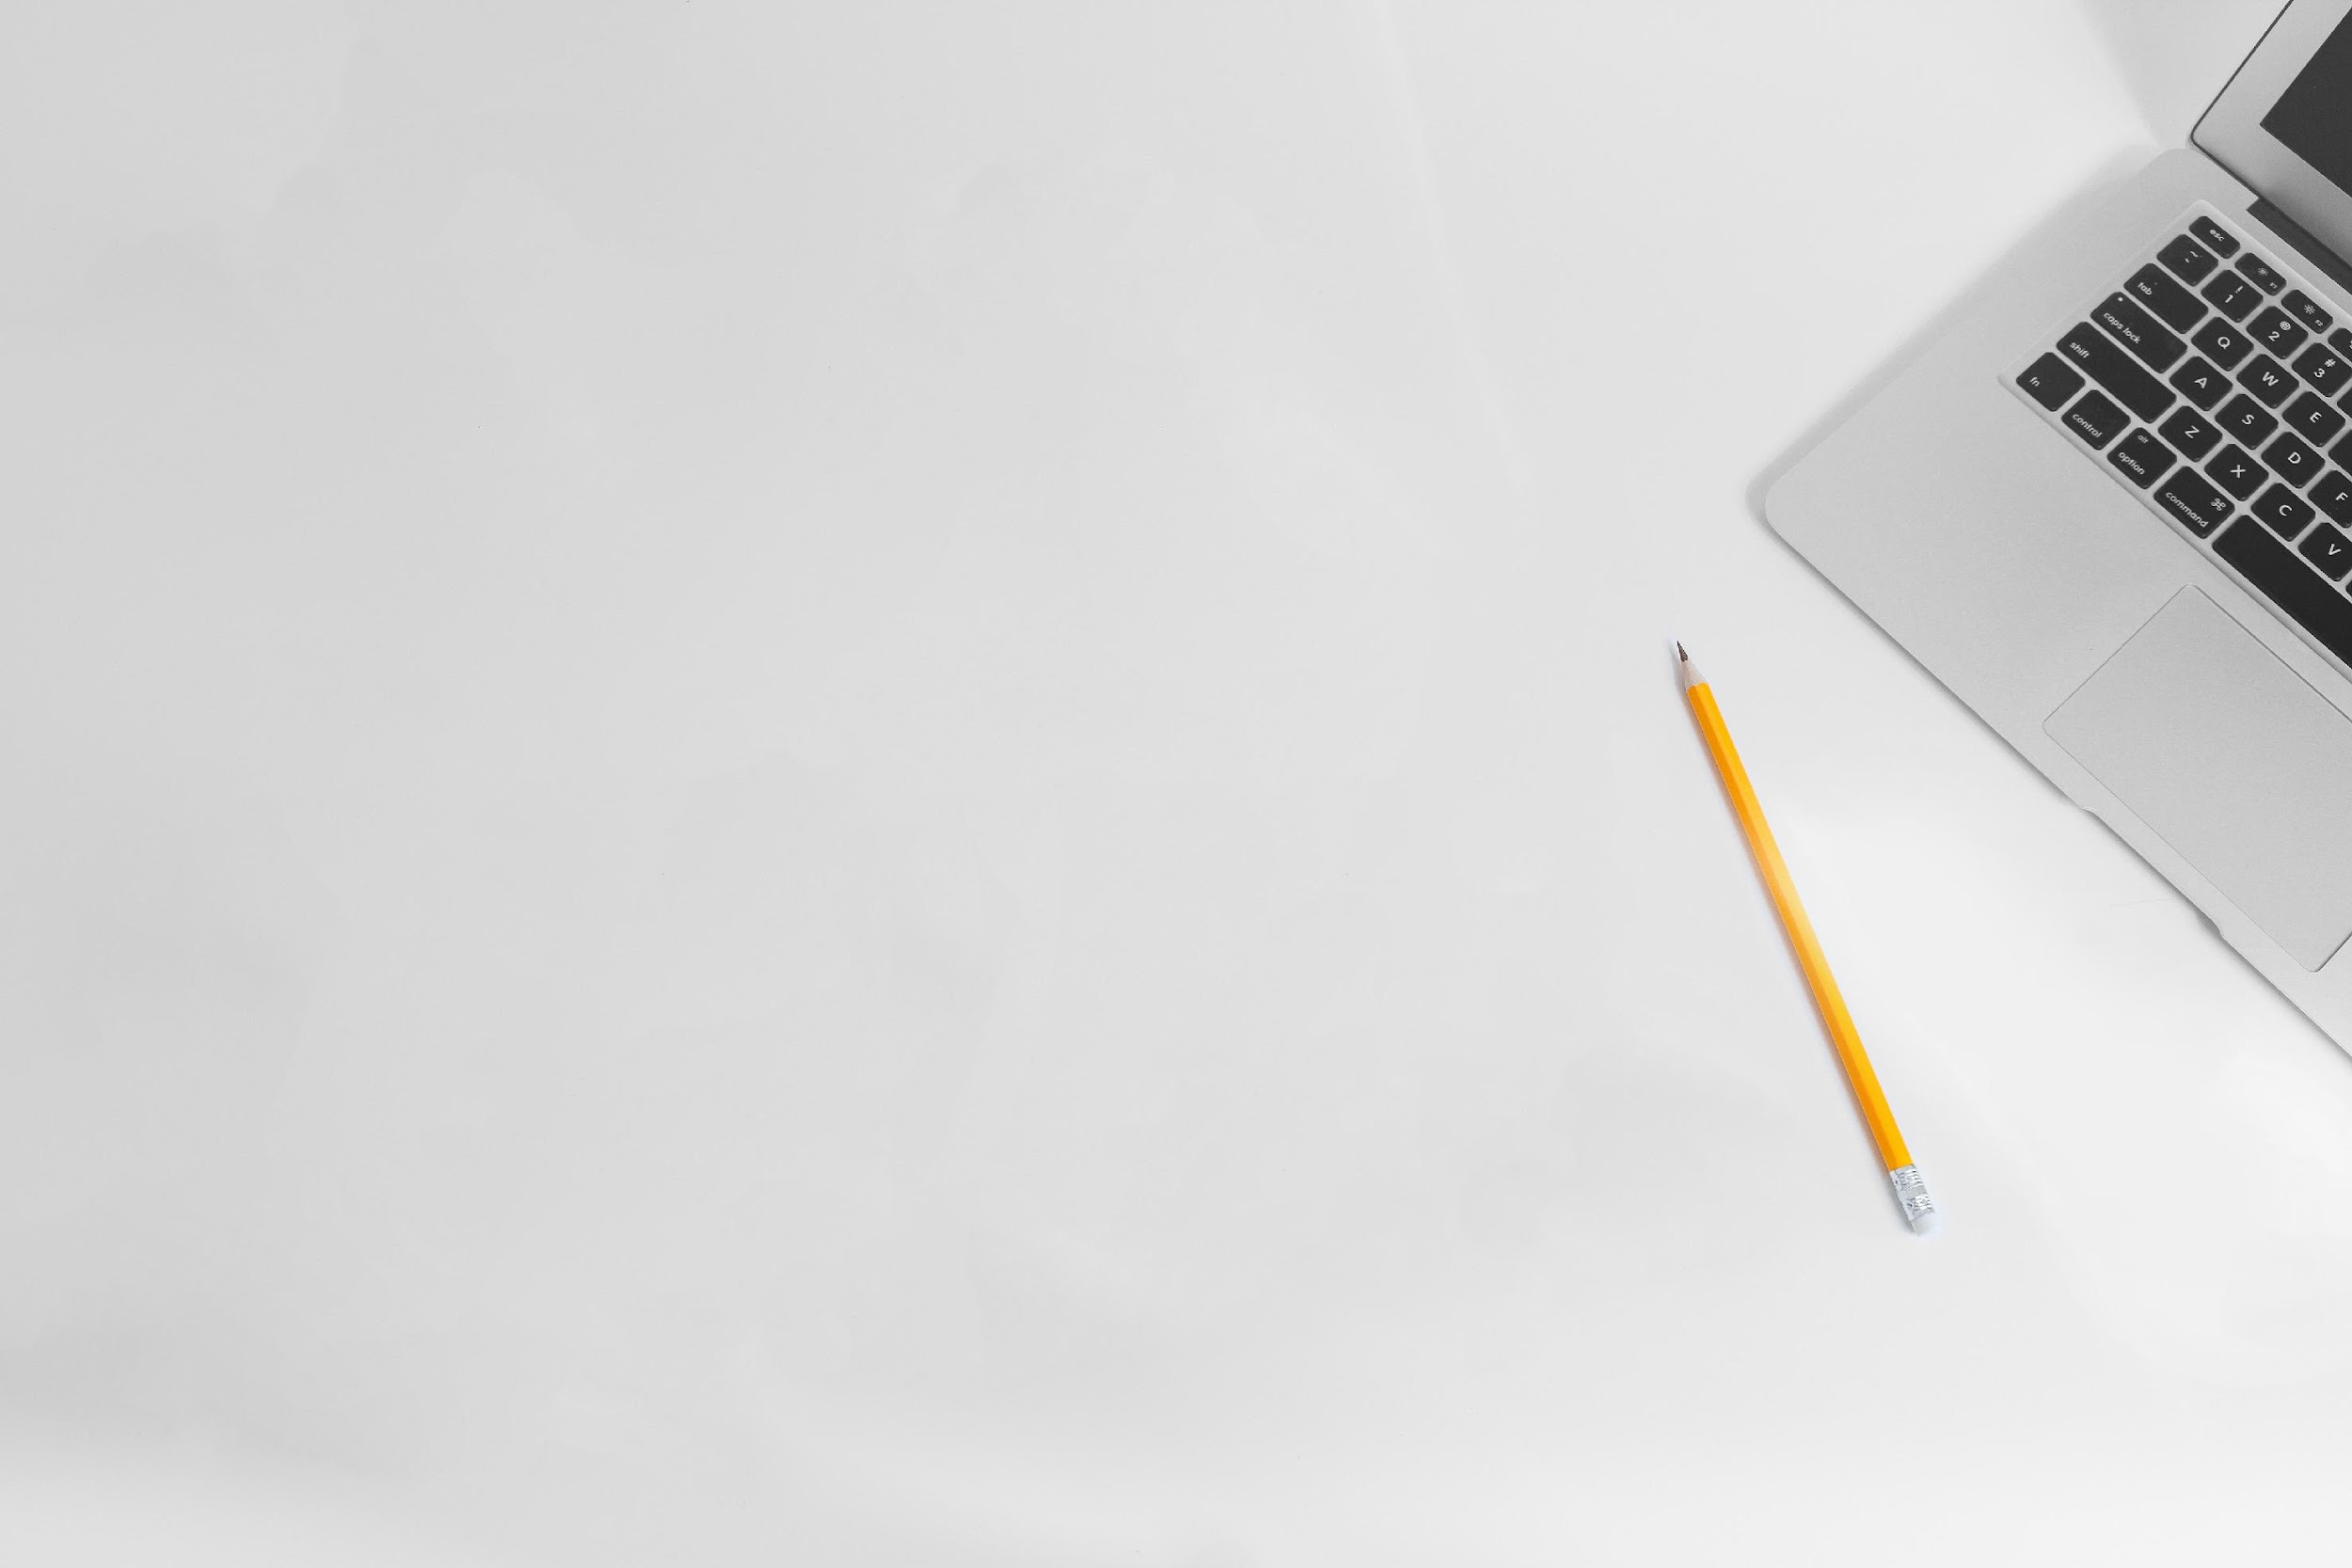 esc
~ `
! 1
@ 2
# 3
tab
Q
W
E
caps lock
A
S
D
F
shift
Z
X
C
V
fn
control
alt
option
⌘
command